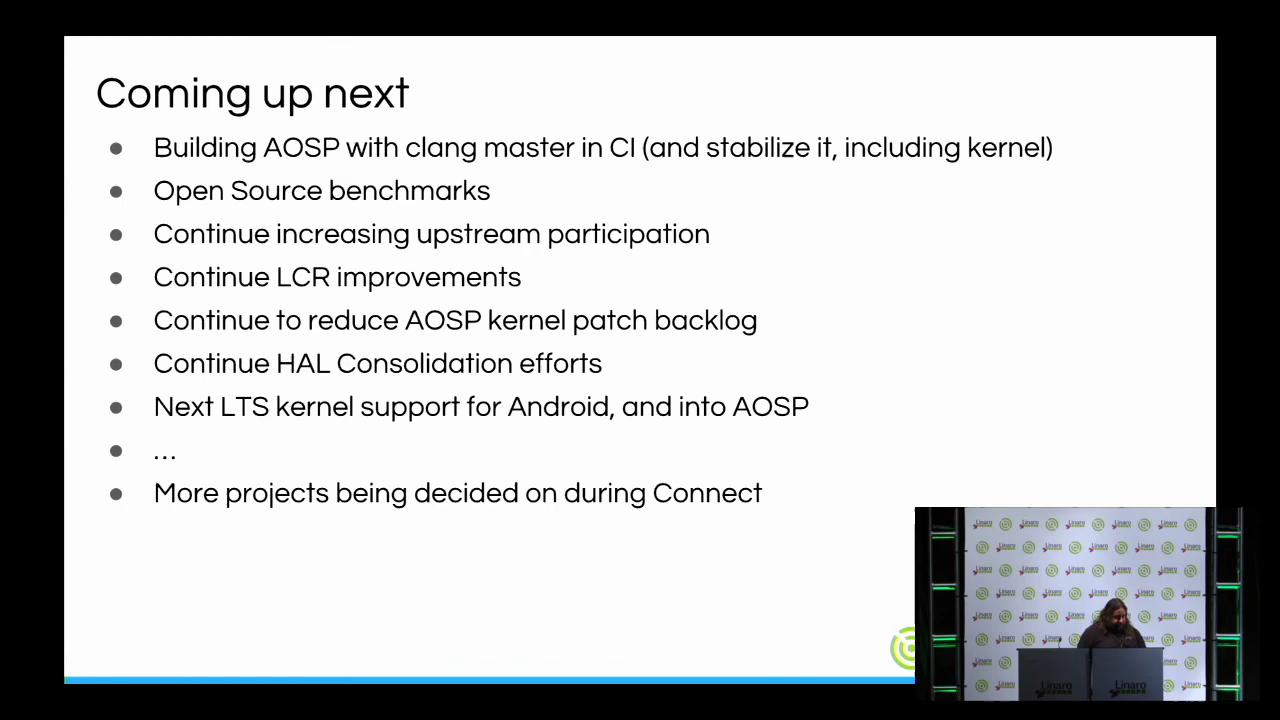 Coming up next
● Building AOSP with clang master in CI (and stabilize it, including kernel)
● Open Source benchmarks
● Continue increasing upstream participation
● Continue LCR improvements
● Continue to reduce AOSP kernel patch backlog
● Continue HAL Consolidation efforts
● Next LTS kernel support for Android, and into AOSP
● ...
● More projects being decided on during Connect
Linaro
Linaro